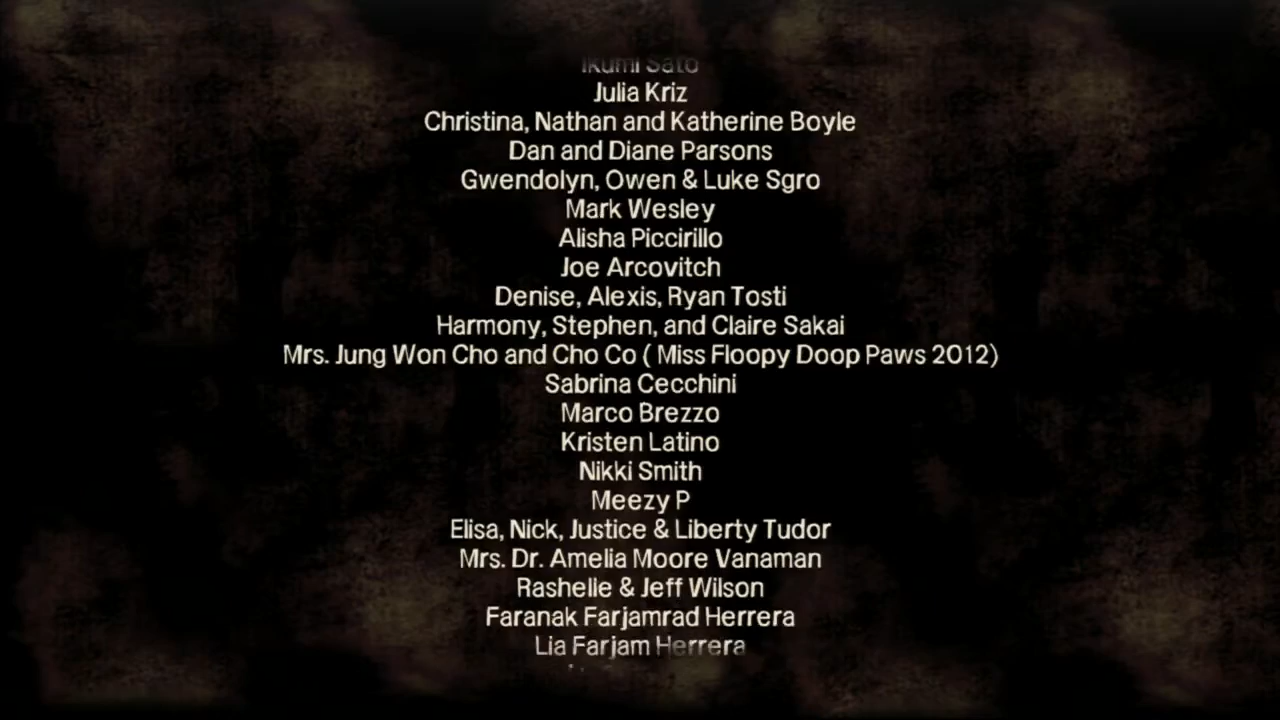 Ikumi Sato
Julia Kriz
Christina, Nathan and Katherine Boyle
Dan and Diane Parsons
Gwendolyn, Owen & Luke Sgro
Mark Wesley
Alisha Piccirillo
Joe Arcovitch
Denise, Alexis, Ryan Tosti
Harmony, Stephen, and Claire Sakai
Mrs. Jung Won Cho and Cho Co ( Miss Floopy Doop Paws 2012)
Sabrina Cecchini
Marco Brezzo
Kristen Latino
Nikki Smith
Meezy P
Elisa, Nick, Justice & Liberty Tudor
Mrs. Dr. Amelia Moore Vanaman
Rashelle & Jeff Wilson
Faranak Farjamrad Herrera
Lia Farjam Herrera